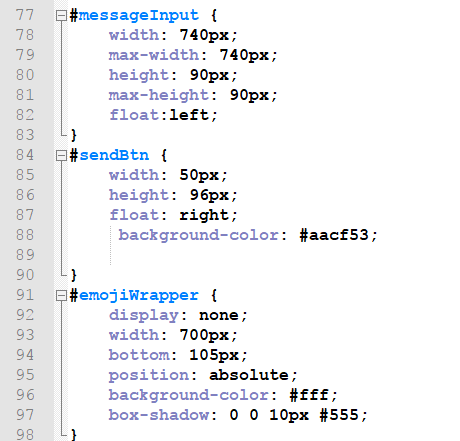 77 #messageInput {
78 width: 740px;
79 max-width: 740px;
80 height: 90px;
81 max-height: 90px;
82 float:left;
83 }
84 #sendBtn {
85 width: 50px;
86 height: 96px;
87 float: right;
88 background-color: #aacf53;
89
90 }
91 #emojiWrapper {
92 display: none;
93 width: 700px;
94 bottom: 105px;
95 position: absolute;
96 background-color: #fff;
97 box-shadow: 0 0 10px #555;
98 }